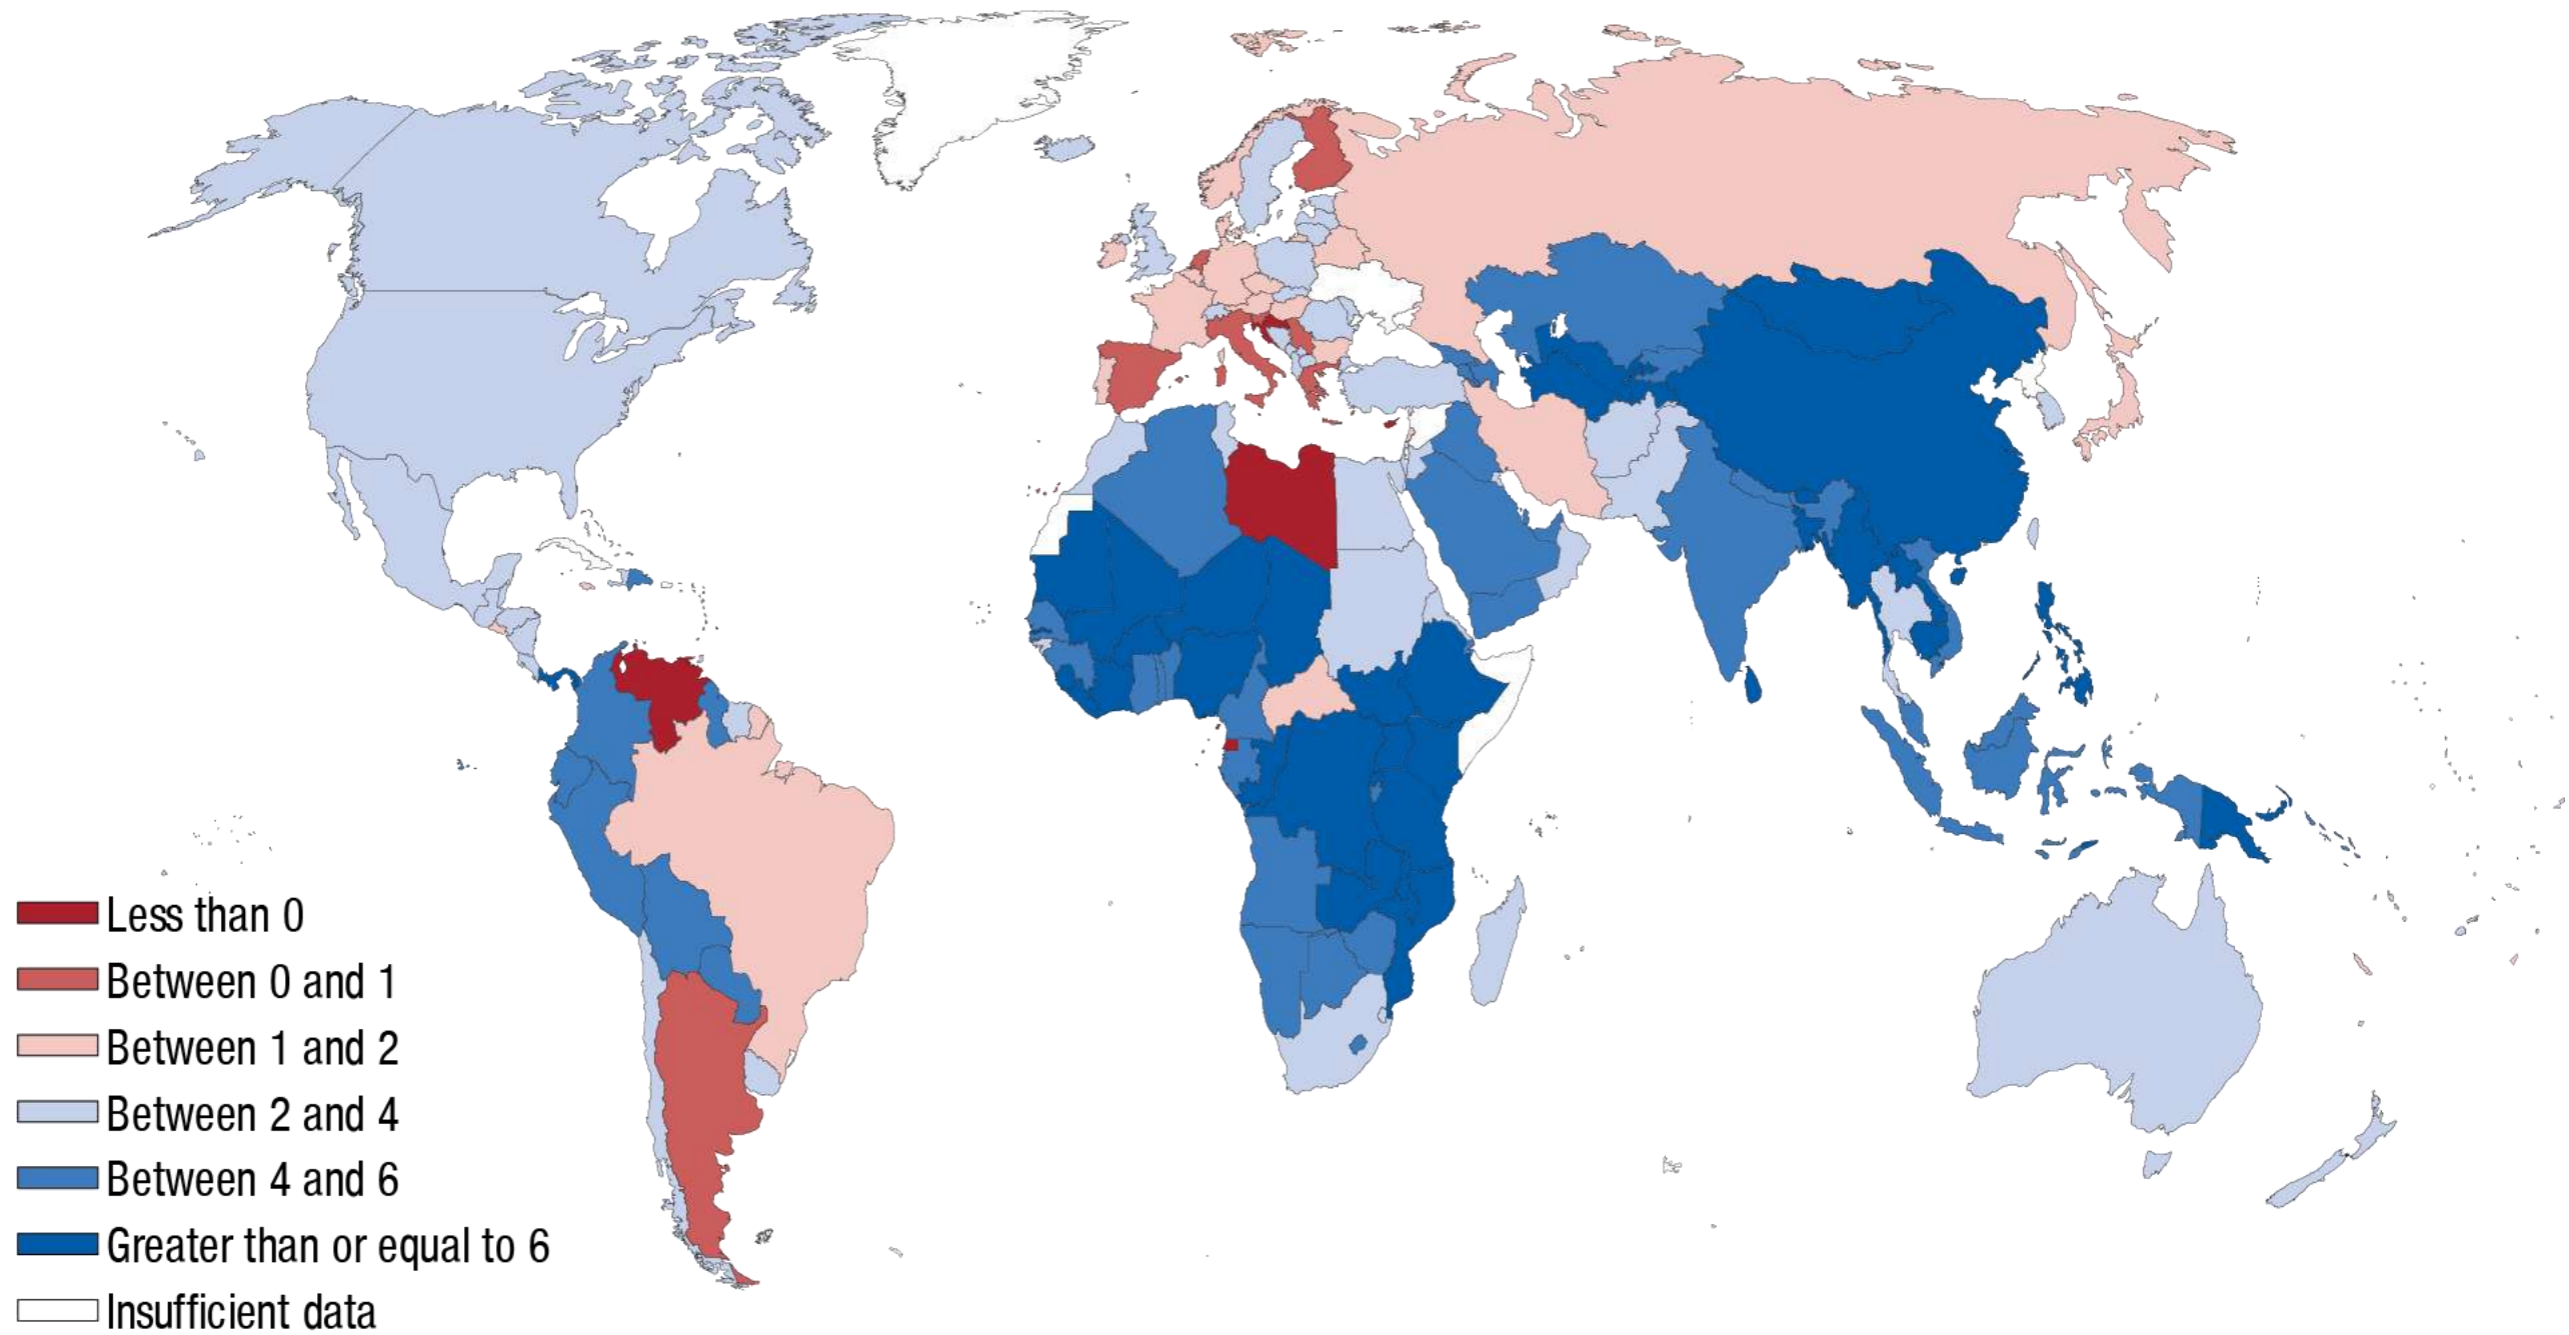 Less than 0
Between 0 and 1
Between 1 and 2
Between 2 and 4
Between 4 and 6
Greater than or equal to 6
Insufficient data